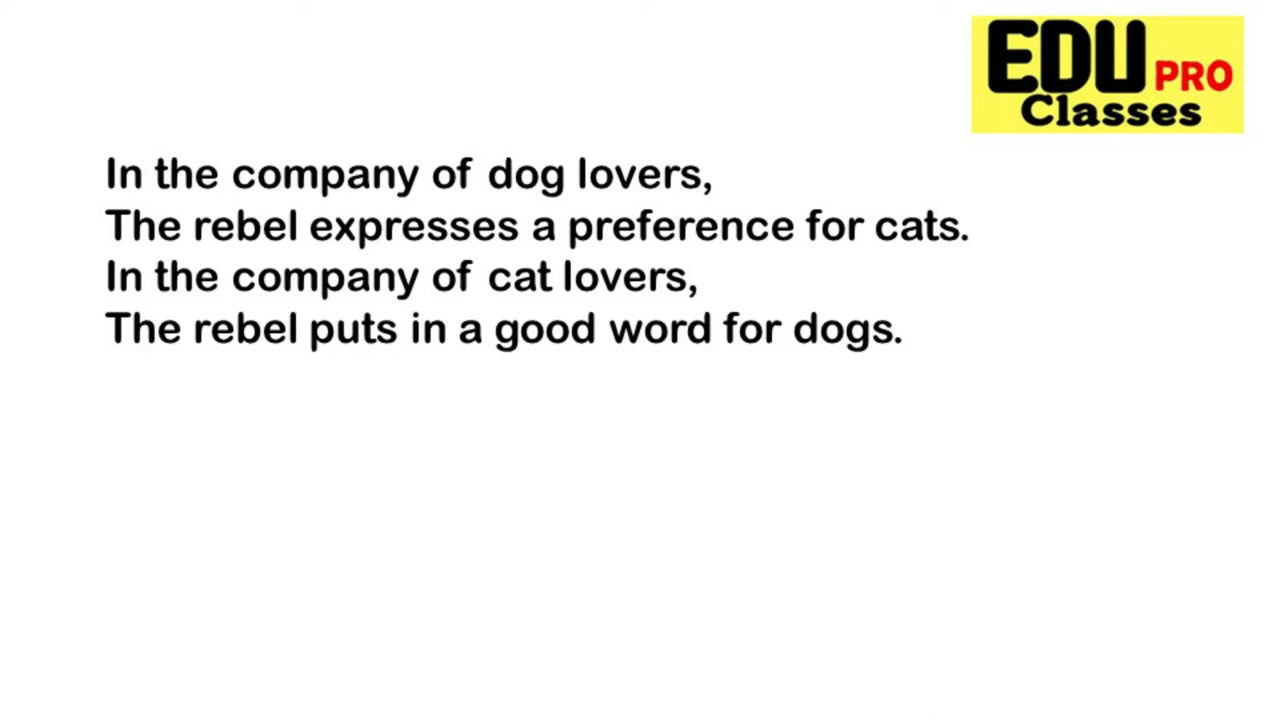 EDU PRO
Classes
In the company of dog lovers,
The rebel expresses a preference for cats.
In the company of cat lovers,
The rebel puts in a good word for dogs.